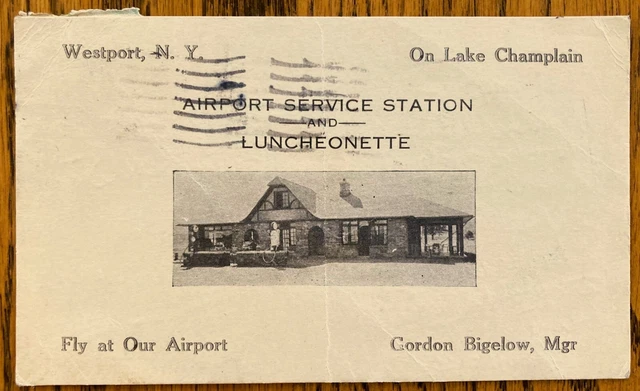 Westport, N. Y.
On Lake Champlain
AIRPORT SERVICE STATION
—AND—
LUNCHEONETTE
Fly at Our Airport
Gordon Bigelow, Mgr